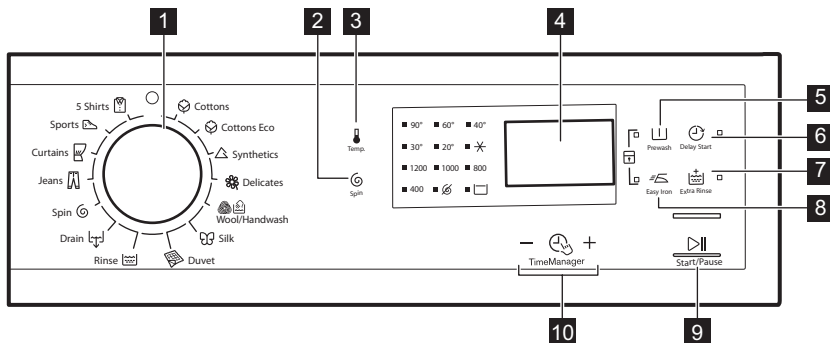 1
2
3
4
5
6
7
8
9
10
5 Shirts
Sports
Curtains
Jeans
Spin
Drain
Rinse
Cottons
Cottons Eco
Synthetics
Delicates
Wool/Handwash
Silk
Duvet
Temp.
Spin
90° 60° 40°
30° 20°
1200 1000 800
400
Prewash
Delay Start
Easy Iron
Extra Rinse
− +
TimeManager
Start/Pause